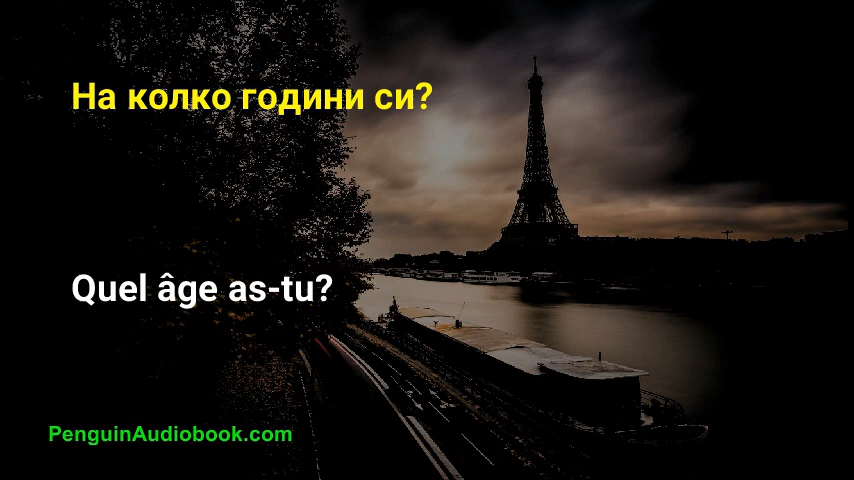 На колко години си?
Quel âge as-tu?
PenguinAudiobook.com